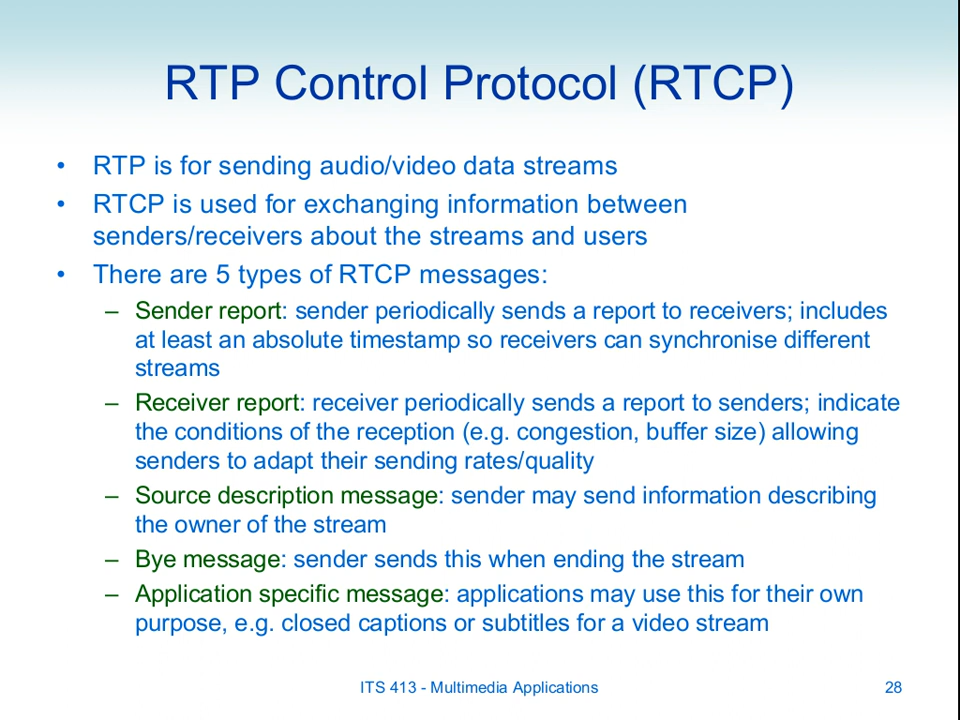 RTP Control Protocol (RTCP)
• RTP is for sending audio/video data streams
• RTCP is used for exchanging information between
senders/receivers about the streams and users
• There are 5 types of RTCP messages:
– Sender report: sender periodically sends a report to receivers; includes
at least an absolute timestamp so receivers can synchronise different
streams
– Receiver report: receiver periodically sends a report to senders; indicate
the conditions of the reception (e.g. congestion, buffer size) allowing
senders to adapt their sending rates/quality
– Source description message: sender may send information describing
the owner of the stream
– Bye message: sender sends this when ending the stream
– Application specific message: applications may use this for their own
purpose, e.g. closed captions or subtitles for a video stream
ITS 413 - Multimedia Applications
28